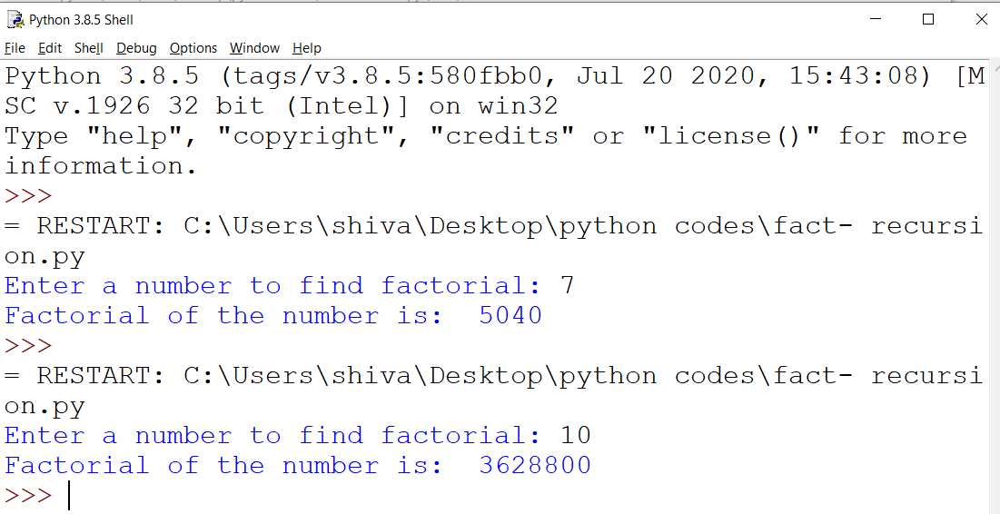 Python 3.8.5 Shell
File Edit Shell Debug Options Window Help
Python 3.8.5 (tags/v3.8.5:580fbb0, Jul 20 2020, 15:43:08) [M
SC v.1926 32 bit (Intel)] on win32
Type "help", "copyright", "credits" or "license()" for more
information.
>>>
= RESTART: C:\Users\shiva\Desktop\python codes\fact- recursi
on.py
Enter a number to find factorial: 7
Factorial of the number is:  5040
>>>
= RESTART: C:\Users\shiva\Desktop\python codes\fact- recursi
on.py
Enter a number to find factorial: 10
Factorial of the number is:  3628800
>>>